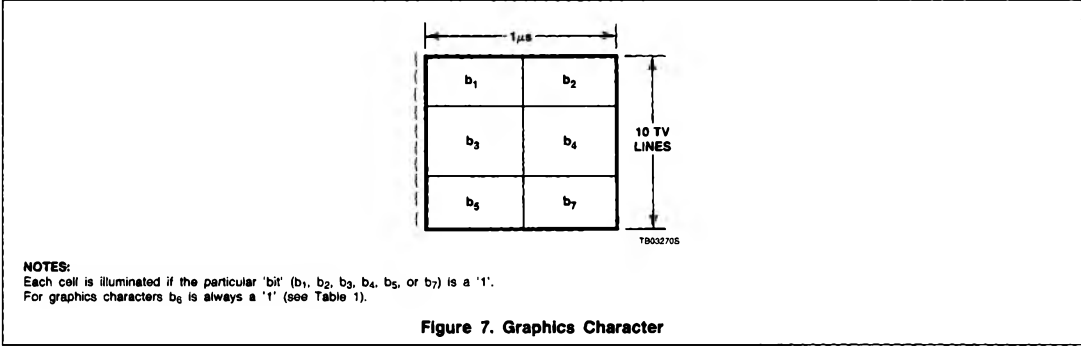 1μs
b₁ b₂
b₃ b₄
b₅ b₇
10 TV
LINES
TB03270S
NOTES:
Each cell is illuminated if the particular 'bit' (b₁, b₂, b₃, b₄, b₅, or b₇) is a '1'.
For graphics characters b₆ is always a '1' (see Table 1).
Figure 7. Graphics Character